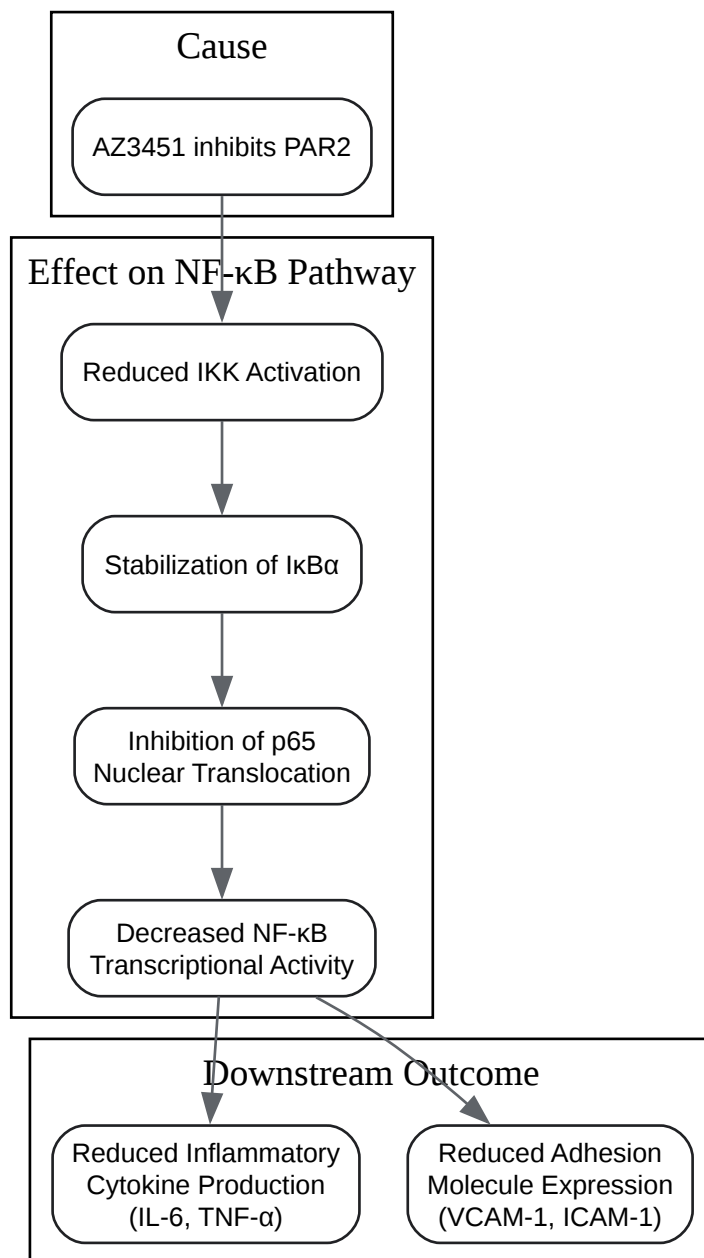 Cause
AZ3451 inhibits PAR2
Effect on NF-κB Pathway
Reduced IKK Activation
Stabilization of IκBα
Inhibition of p65
Nuclear Translocation
Decreased NF-κB
Transcriptional Activity
Downstream Outcome
Reduced Inflammatory
Cytokine Production
(IL-6, TNF-α)
Reduced Adhesion
Molecule Expression
(VCAM-1, ICAM-1)